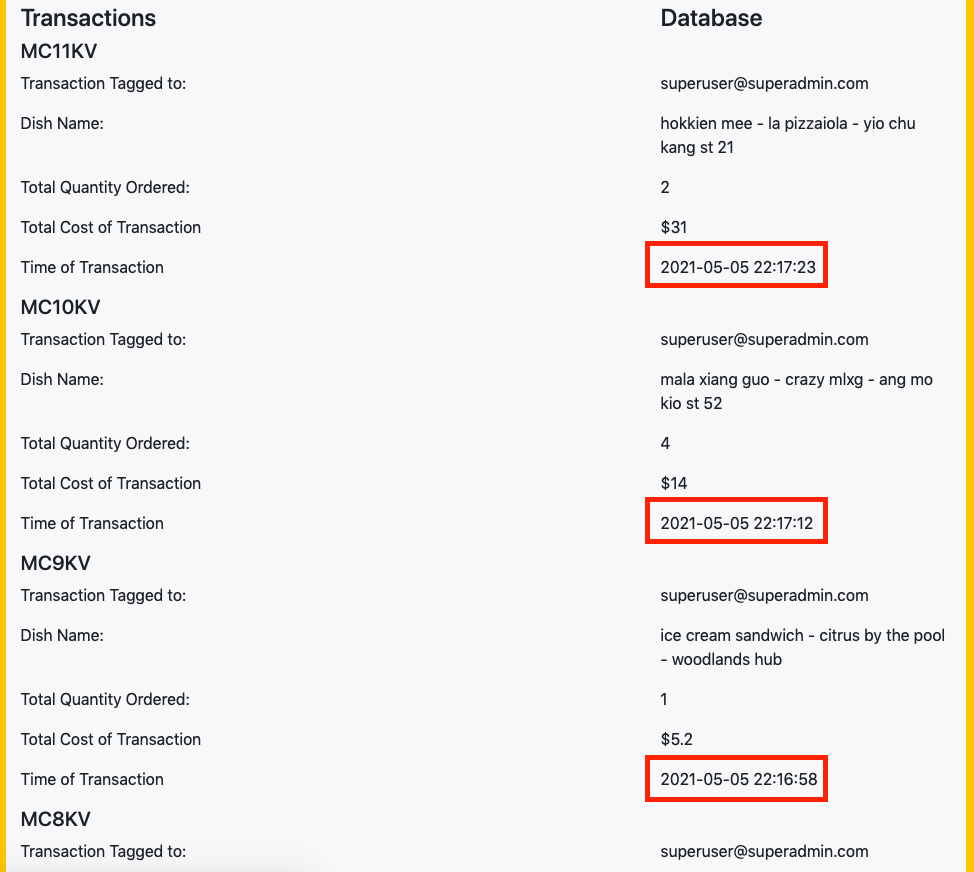 Transactions Database
MC11KV
Transaction Tagged to: superuser@superadmin.com
Dish Name: hokkien mee - la pizzaiola - yio chu
kang st 21
Total Quantity Ordered: 2
Total Cost of Transaction $31
Time of Transaction 2021-05-05 22:17:23
MC10KV
Transaction Tagged to: superuser@superadmin.com
Dish Name: mala xiang guo - crazy mlxg - ang mo
kio st 52
Total Quantity Ordered: 4
Total Cost of Transaction $14
Time of Transaction 2021-05-05 22:17:12
MC9KV
Transaction Tagged to: superuser@superadmin.com
Dish Name: ice cream sandwich - citrus by the pool
- woodlands hub
Total Quantity Ordered: 1
Total Cost of Transaction $5.2
Time of Transaction 2021-05-05 22:16:58
MC8KV
Transaction Tagged to: superuser@superadmin.com